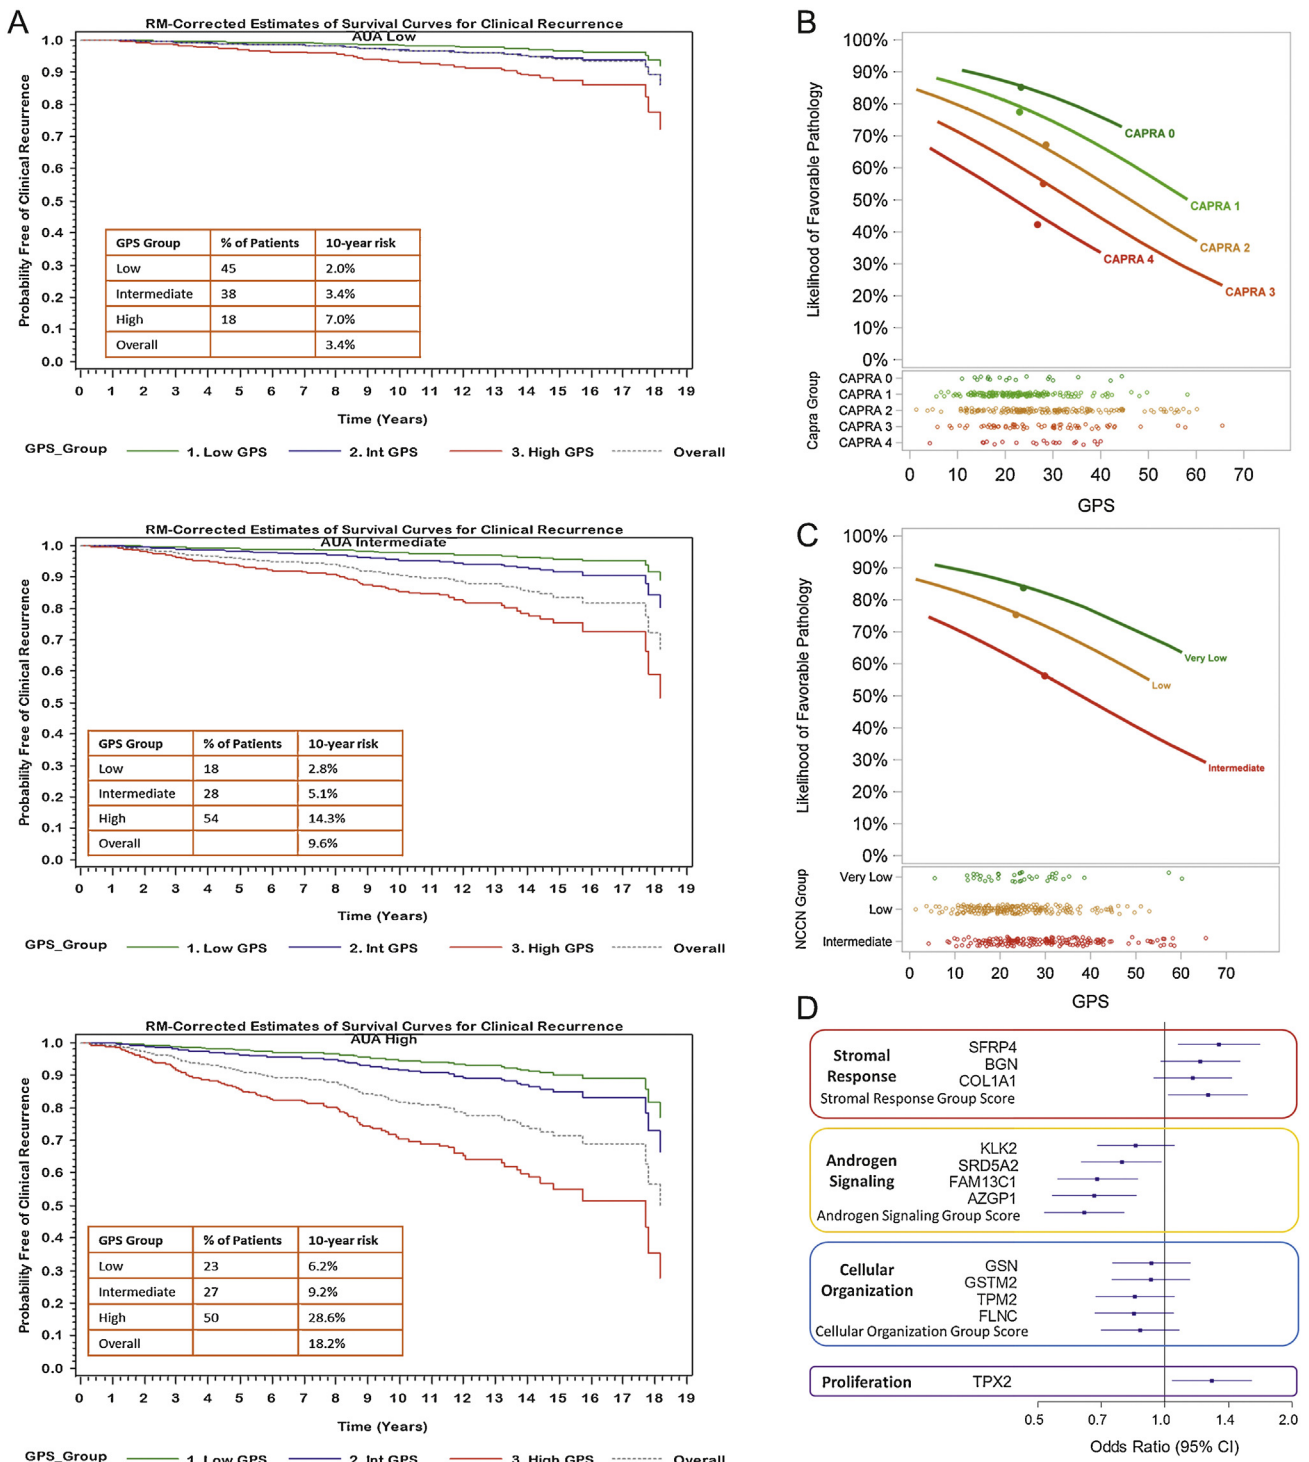 A
RM-Corrected Estimates of Survival Curves for Clinical Recurrence
AUA Low
Probability Free of Clinical Recurrence
1.0
0.9
0.8
0.7
0.6
0.5
0.4
0.3
0.2
0.1
0.0
GPS Group % of Patients 10-year risk
Low 45 2.0%
Intermediate 38 3.4%
High 18 7.0%
Overall 3.4%
0 1 2 3 4 5 6 7 8 9 10 11 12 13 14 15 16 17 18 19
Time (Years)
GPS_Group 1. Low GPS 2. Int GPS 3. High GPS Overall
RM-Corrected Estimates of Survival Curves for Clinical Recurrence
AUA Intermediate
Probability Free of Clinical Recurrence
1.0
0.9
0.8
0.7
0.6
0.5
0.4
0.3
0.2
0.1
0.0
GPS Group % of Patients 10-year risk
Low 18 2.8%
Intermediate 28 5.1%
High 54 14.3%
Overall 9.6%
0 1 2 3 4 5 6 7 8 9 10 11 12 13 14 15 16 17 18 19
Time (Years)
GPS_Group 1. Low GPS 2. Int GPS 3. High GPS Overall
RM-Corrected Estimates of Survival Curves for Clinical Recurrence
AUA High
Probability Free of Clinical Recurrence
1.0
0.9
0.8
0.7
0.6
0.5
0.4
0.3
0.2
0.1
0.0
GPS Group % of Patients 10-year risk
Low 23 6.2%
Intermediate 27 9.2%
High 50 28.6%
Overall 18.2%
0 1 2 3 4 5 6 7 8 9 10 11 12 13 14 15 16 17 18 19
Time (Years)
GPS_Group 1. Low GPS 2. Int GPS 3. High GPS Overall
B
Likelihood of Favorable Pathology
100%
90%
80%
70%
60%
50%
40%
30%
20%
10%
0%
CAPRA 0
CAPRA 1
CAPRA 2
CAPRA 4
CAPRA 3
Capra Group
CAPRA 0
CAPRA 1
CAPRA 2
CAPRA 3
CAPRA 4
0 10 20 30 40 50 60 70
GPS
C
Likelihood of Favorable Pathology
100%
90%
80%
70%
60%
50%
40%
30%
20%
10%
0%
Very Low
Low
Intermediate
NCCN Group
Very Low
Low
Intermediate
0 10 20 30 40 50 60 70
GPS
D
Stromal
Response
SFRP4
BGN
COL1A1
Stromal Response Group Score
Androgen
Signaling
KLK2
SRD5A2
FAM13C1
AZGP1
Androgen Signaling Group Score
Cellular
Organization
GSN
GSTM2
TPM2
FLNC
Cellular Organization Group Score
Proliferation TPX2
0.5 0.7 1.0 1.4 2.0
Odds Ratio (95% CI)